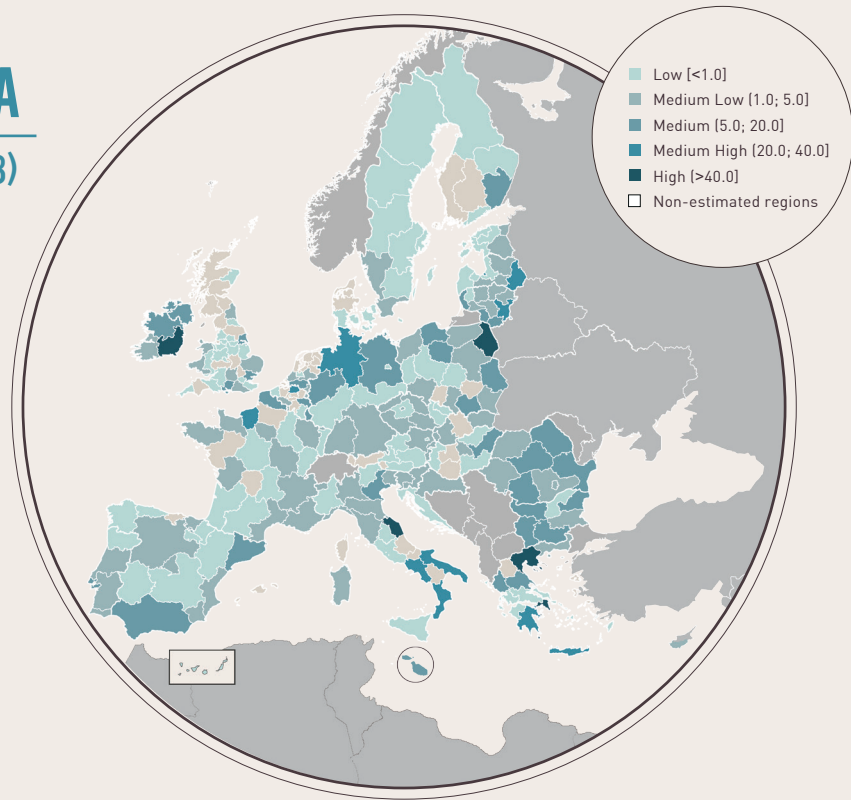 A
3)
Low [<1.0]
Medium Low (1.0; 5.0]
Medium (5.0; 20.0]
Medium High (20.0; 40.0]
High (>40.0]
Non-estimated regions